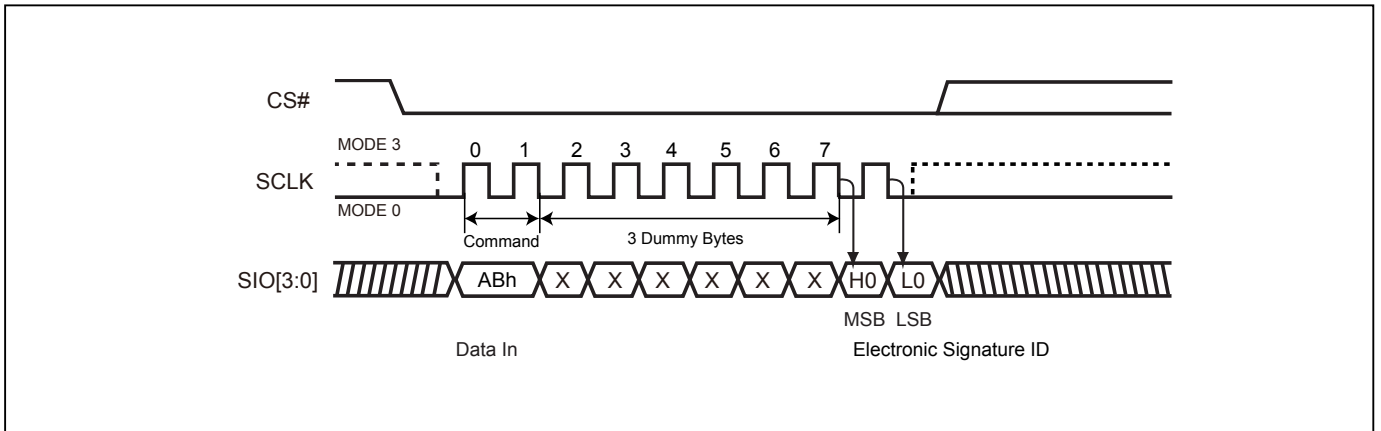 CS#
MODE 3
0 1 2 3 4 5 6 7
SCLK
MODE 0
Command
3 Dummy Bytes
SIO[3:0]
ABh X X X X X X H0 L0
MSB LSB
Data In
Electronic Signature ID